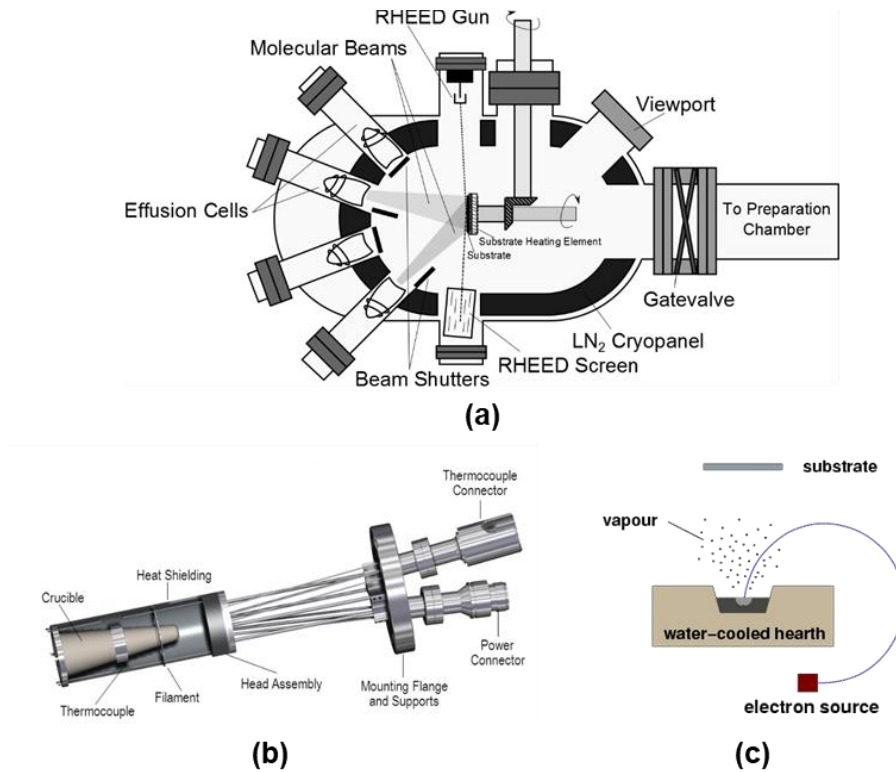 RHEED Gun
Molecular Beams
Viewport
Effusion Cells
To Preparation
Chamber
Substrate Heating Element
Substrate
Gatevalve
LN₂ Cryopanel
RHEED Screen
Beam Shutters
(a)
Thermocouple
Connector
Heat Shielding
Crucible
Power
Connector
Head Assembly
Mounting Flange
and Supports
Filament
Thermocouple
(b)
substrate
vapour
water-cooled hearth
electron source
(c)